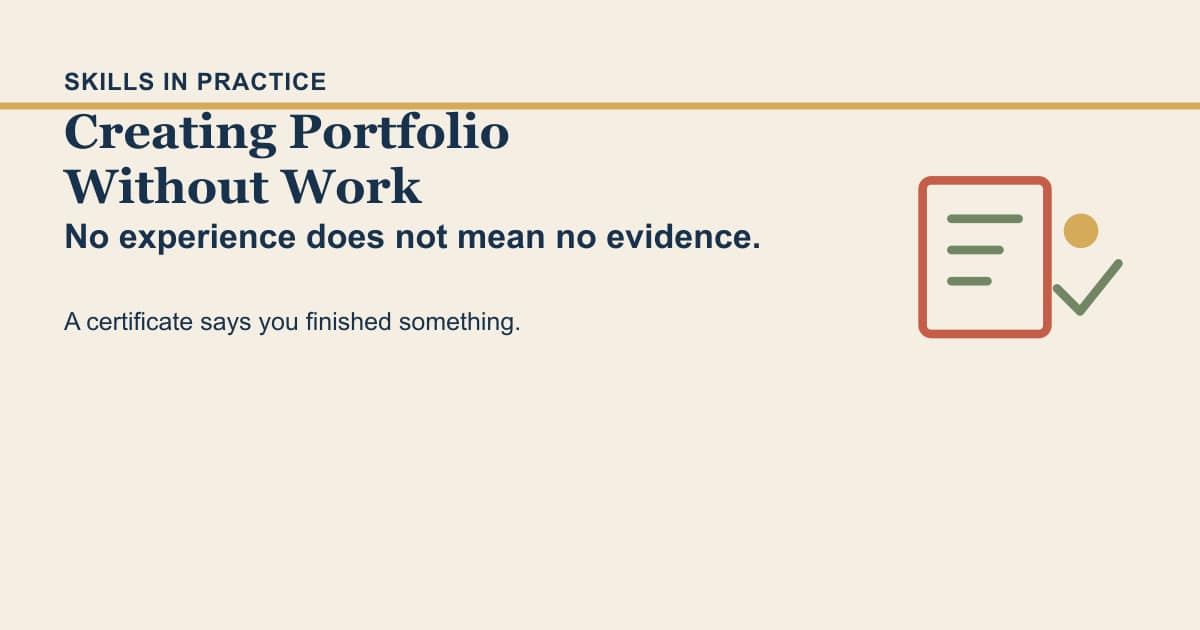 SKILLS IN PRACTICE
Creating Portfolio
Without Work
No experience does not mean no evidence.
A certificate says you finished something.